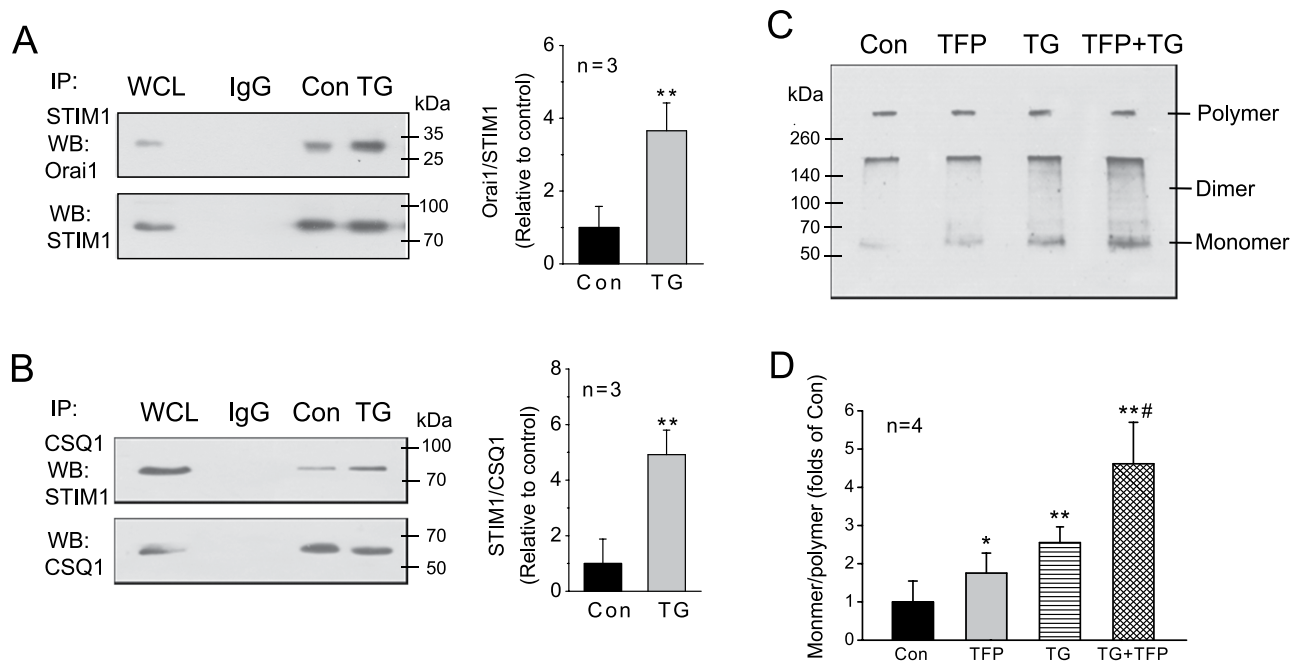 A
IP:
WCL IgG Con TG
kDa
STIM1
WB:
Orai1
35
25
WB:
STIM1
100
70
Orai1/STIM1
(Relative to control)
6
4
2
0
n=3
**
Con TG
B
IP:
WCL IgG Con TG
kDa
CSQ1
WB:
STIM1
100
70
WB:
CSQ1
70
50
STIM1/CSQ1
(Relative to control)
8
6
4
2
0
n=3
**
Con TG
C
Con TFP TG TFP+TG
kDa
260
140
100
70
50
Polymer
Dimer
Monomer
D
Monmer/polymer (folds of Con)
6
5
4
3
2
1
0
n=4
*
**
**#
Con TFP TG TG+TFP